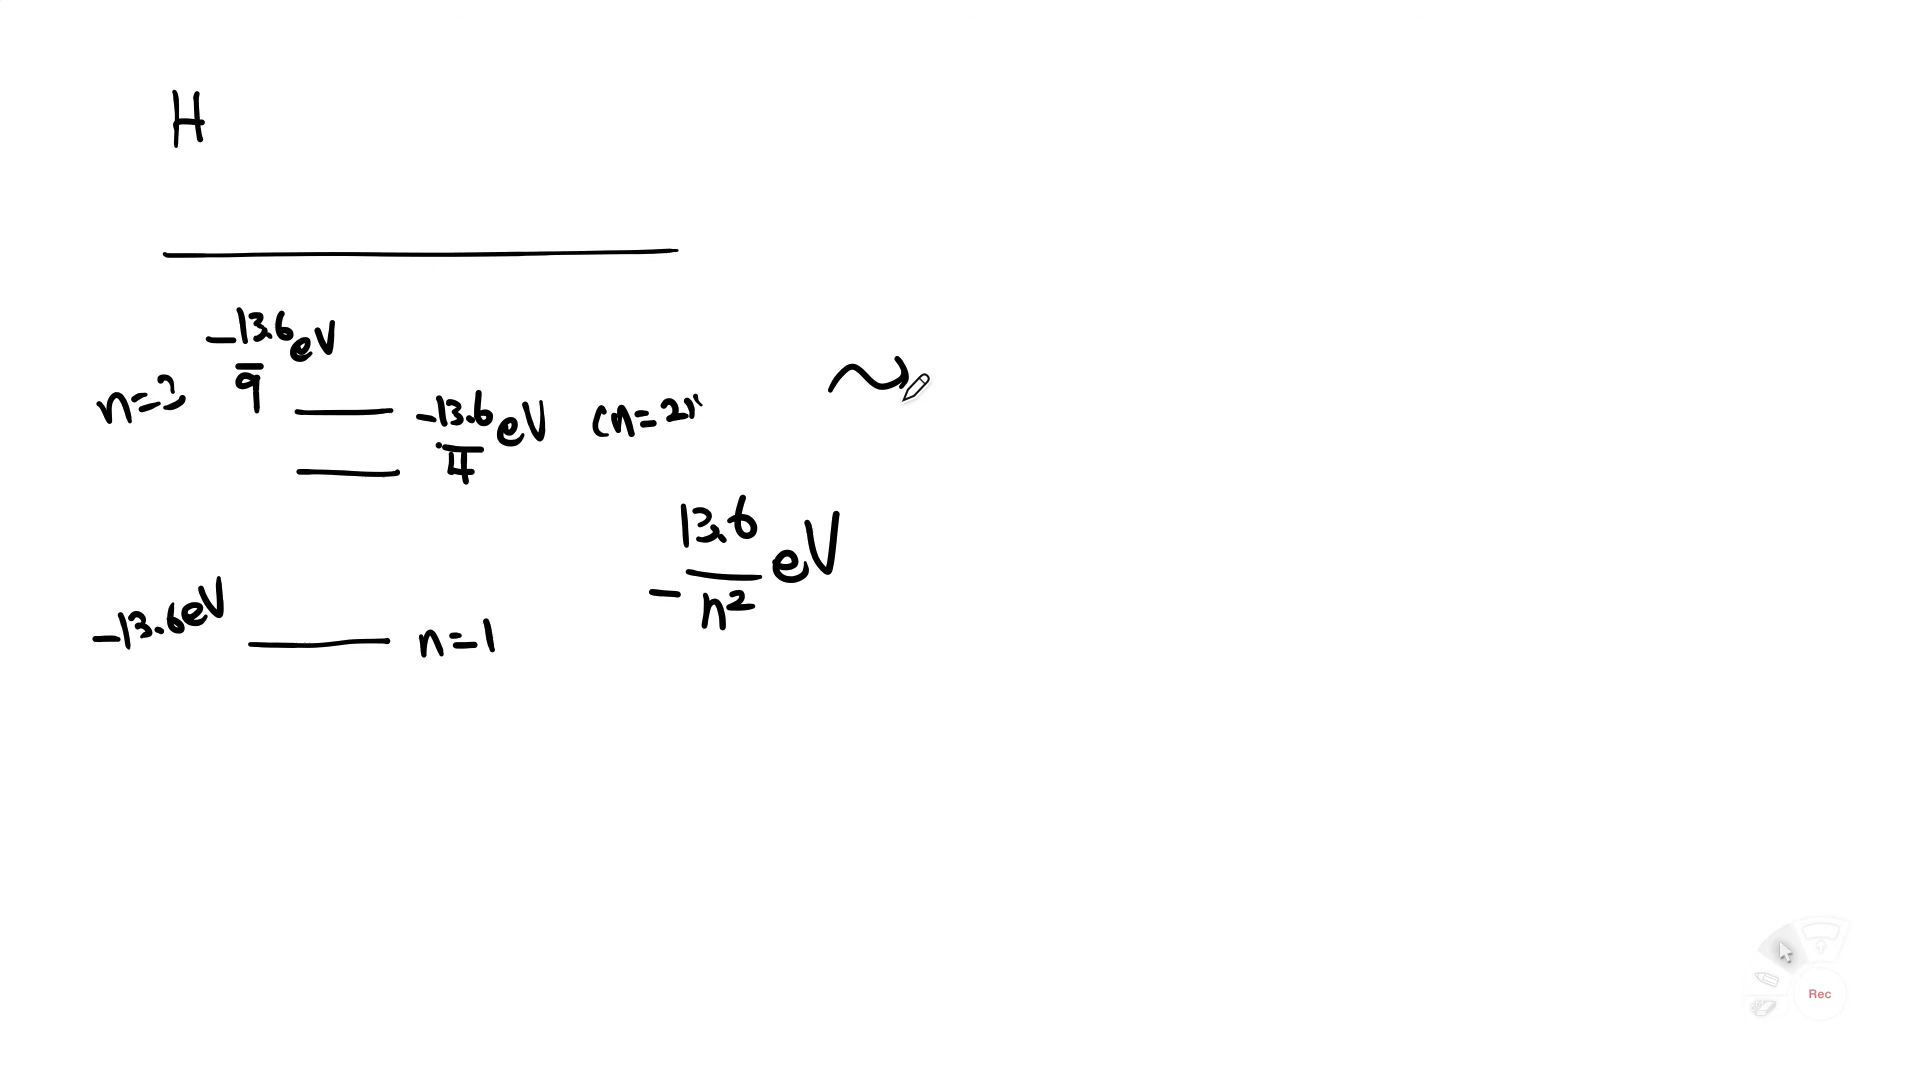 H
-13.6/9 eV
n=3
-13.6/4 eV (n=2)
-13.6/n² eV
-13.6eV
n=1
Rec